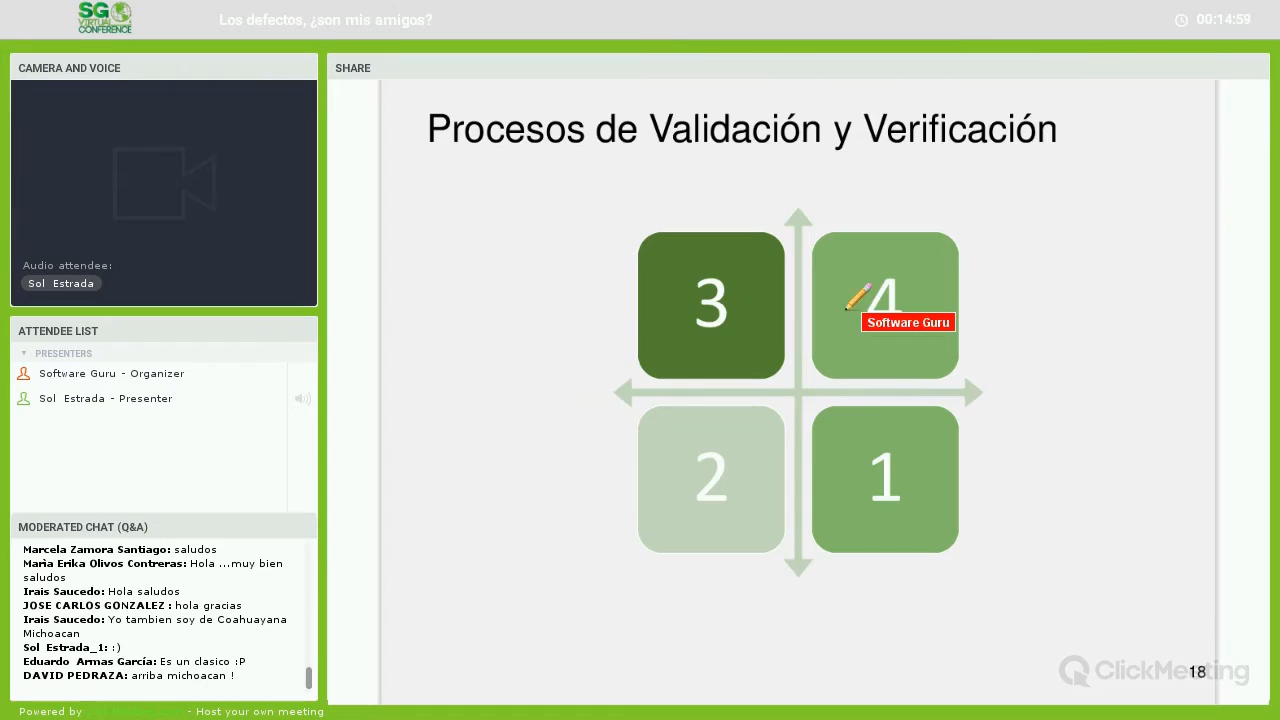 SG
VIRTUAL
CONFERENCE
Los defectos, ¿son mis amigos?
00:14:59
CAMERA AND VOICE
Audio attendee:
Sol Estrada
ATTENDEE LIST
PRESENTERS
Software Guru - Organizer
Sol Estrada - Presenter
MODERATED CHAT (Q&A)
Marcela Zamora Santiago: saludos
Marìa Erika Olivos Contreras: Hola ...muy bien
saludos
Irais Saucedo: Hola saludos
JOSE CARLOS GONZALEZ : hola gracias
Irais Saucedo: Yo tambien soy de Coahuayana
Michoacan
Sol Estrada_1: :)
Eduardo Armas García: Es un clasico :P
DAVID PEDRAZA: arriba michoacan !
Powered by - Host your own meeting
SHARE
Procesos de Validación y Verificación
3
4
Software Guru
2
1
ClickMeeting
18